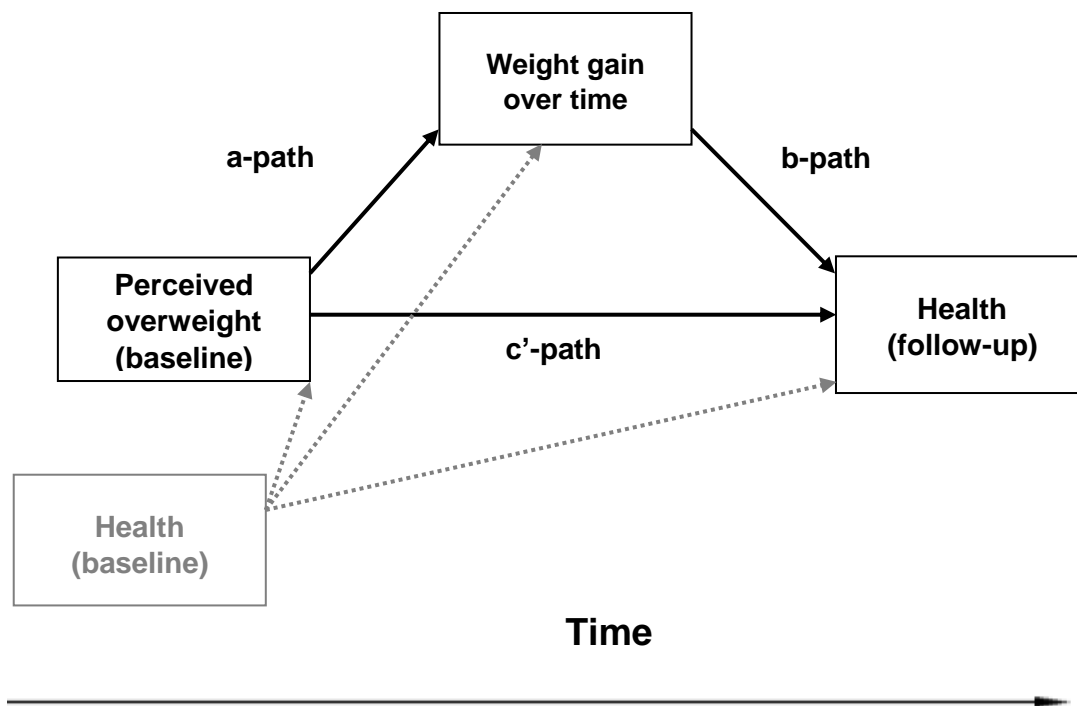 Weight gain
over time
a-path
b-path
Perceived
overweight
(baseline)
Health
(follow-up)
c’-path
Health
(baseline)
Time